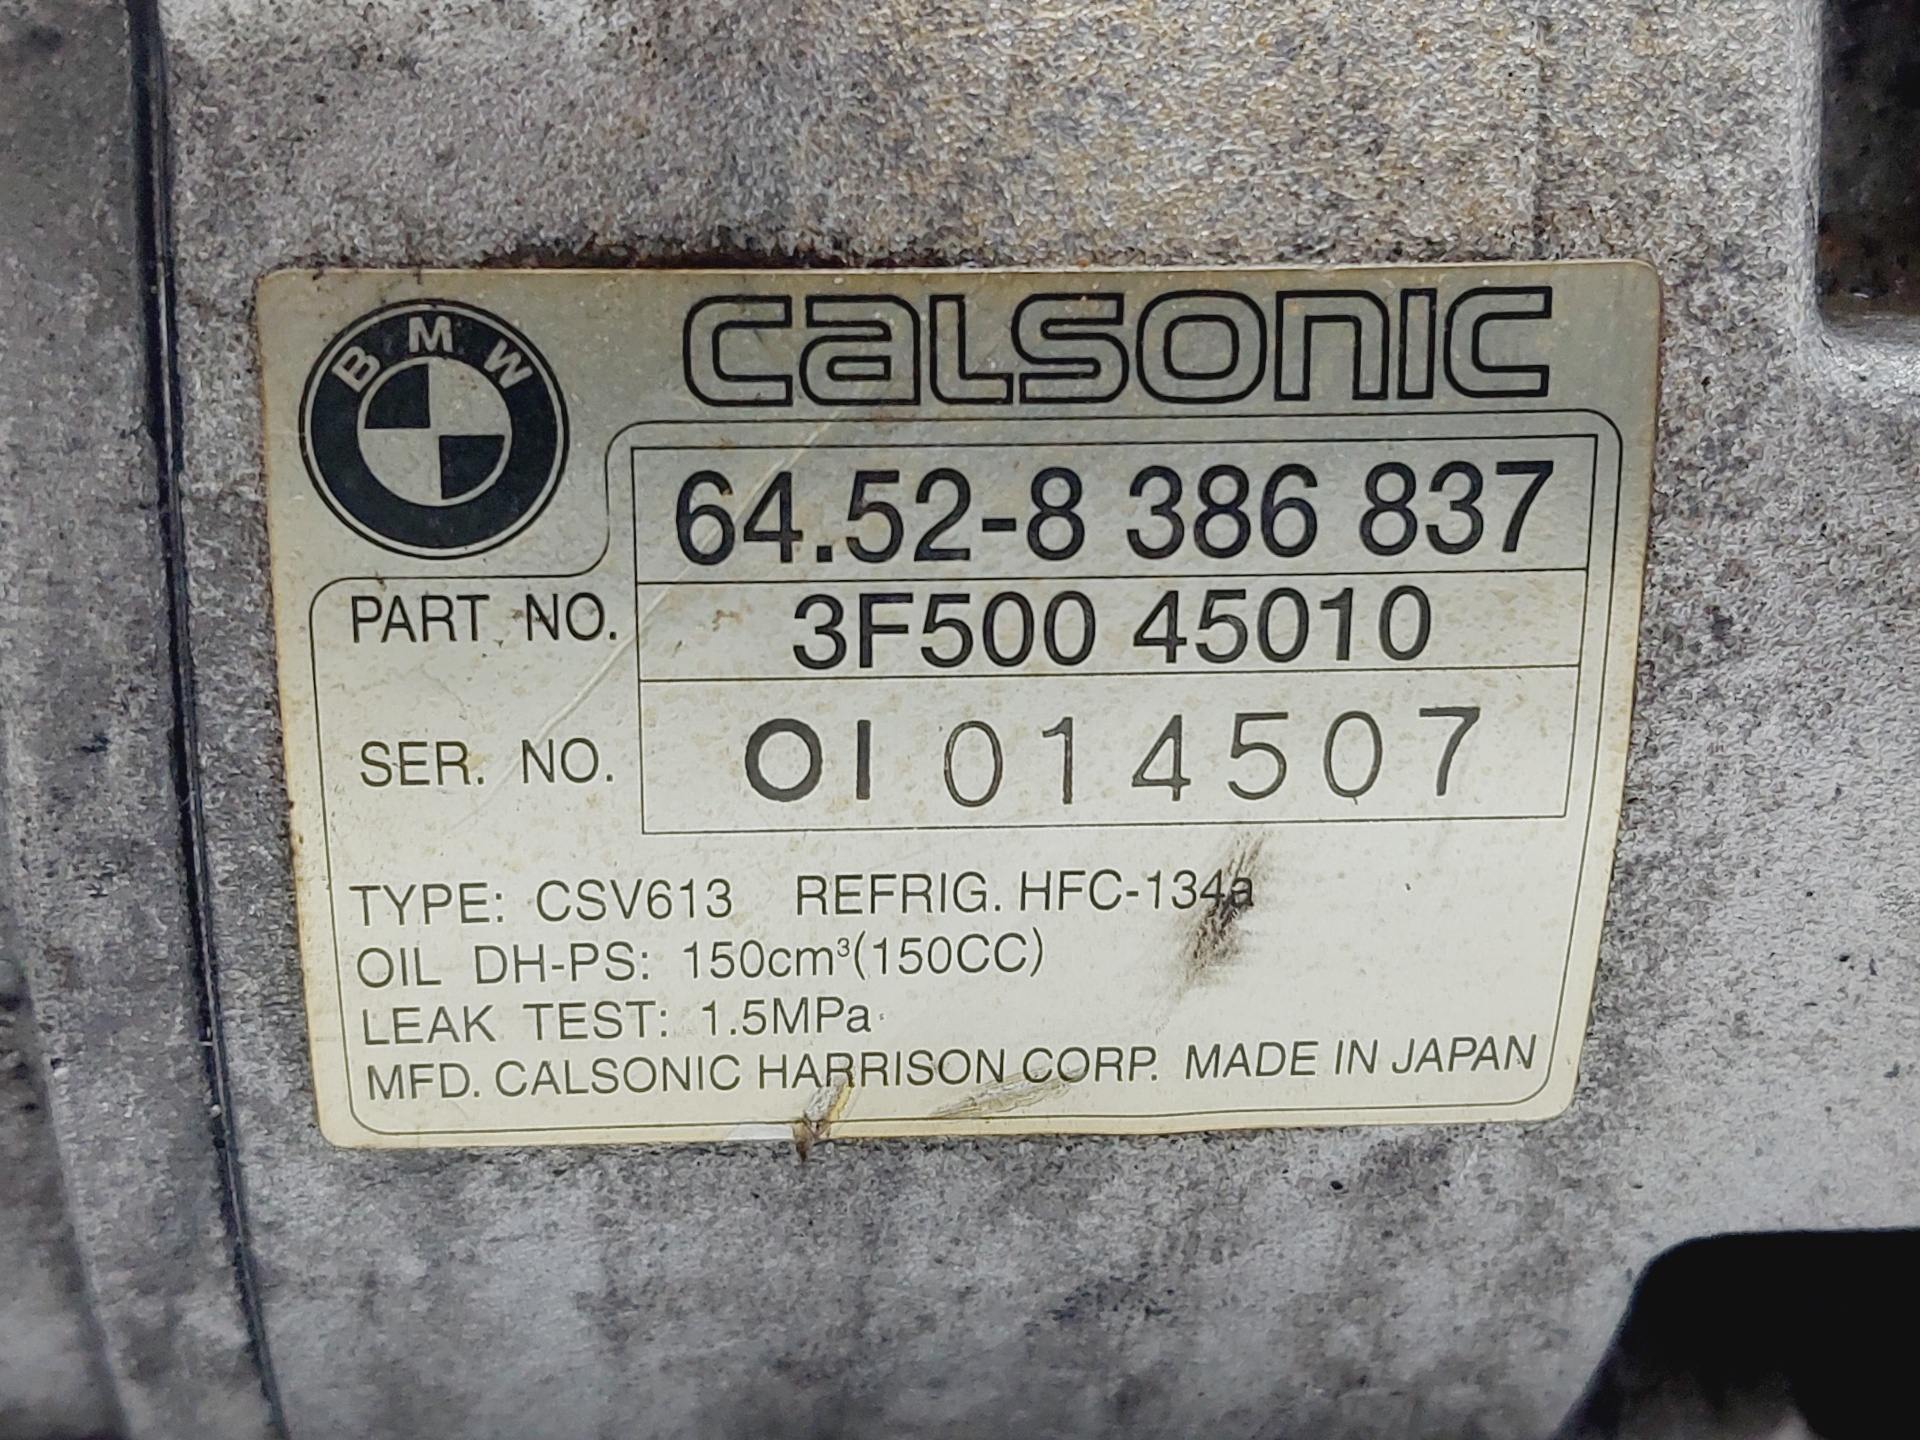 BMW
CALSONIC
64.52-8 386 837
PART NO. 3F500 45010
SER. NO. 01 014507
TYPE: CSV613 REFRIG. HFC-134a
OIL DH-PS: 150cm³(150CC)
LEAK TEST: 1.5MPa
MFD. CALSONIC HARRISON CORP. MADE IN JAPAN